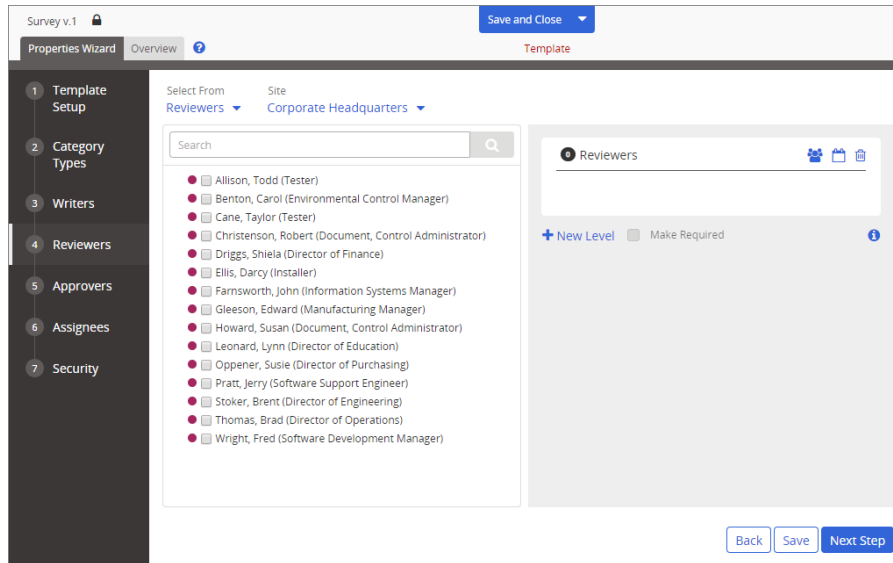 Survey v.1
Save and Close
Properties Wizard
Overview
?
Template
1 Template Setup
2 Category Types
3 Writers
4 Reviewers
5 Approvers
6 Assignees
7 Security
Select From
Site
Reviewers
Corporate Headquarters
Search
Allison, Todd (Tester)
Benton, Carol (Environmental Control Manager)
Cane, Taylor (Tester)
Christenson, Robert (Document, Control Administrator)
Driggs, Shiela (Director of Finance)
Ellis, Darcy (Installer)
Farnsworth, John (Information Systems Manager)
Gleeson, Edward (Manufacturing Manager)
Howard, Susan (Document, Control Administrator)
Leonard, Lynn (Director of Education)
Oppener, Susie (Director of Purchasing)
Pratt, Jerry (Software Support Engineer)
Stoker, Brent (Director of Engineering)
Thomas, Brad (Director of Operations)
Wright, Fred (Software Development Manager)
0 Reviewers
+ New Level
Make Required
i
Back
Save
Next Step